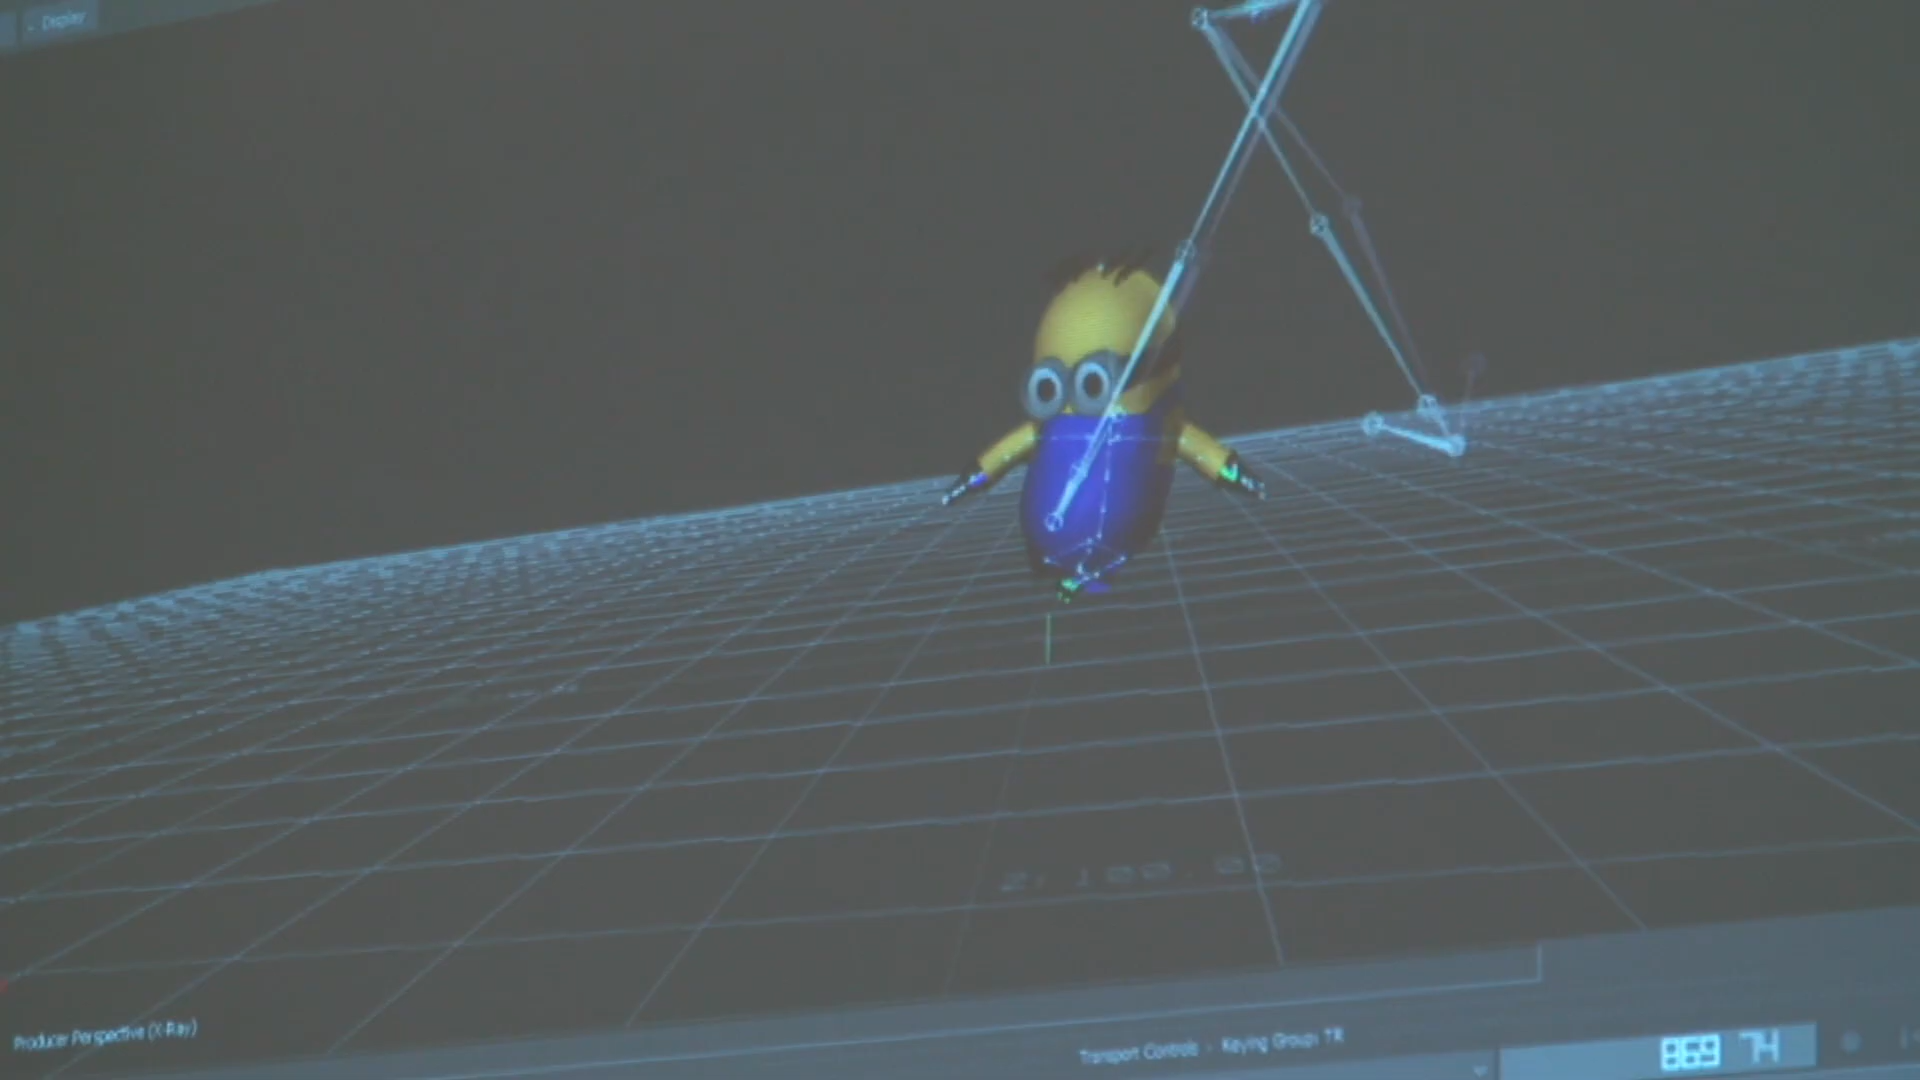 Display
Producer Perspective (X-Ray)
Transport Controls - Keying Group: TR
869 74